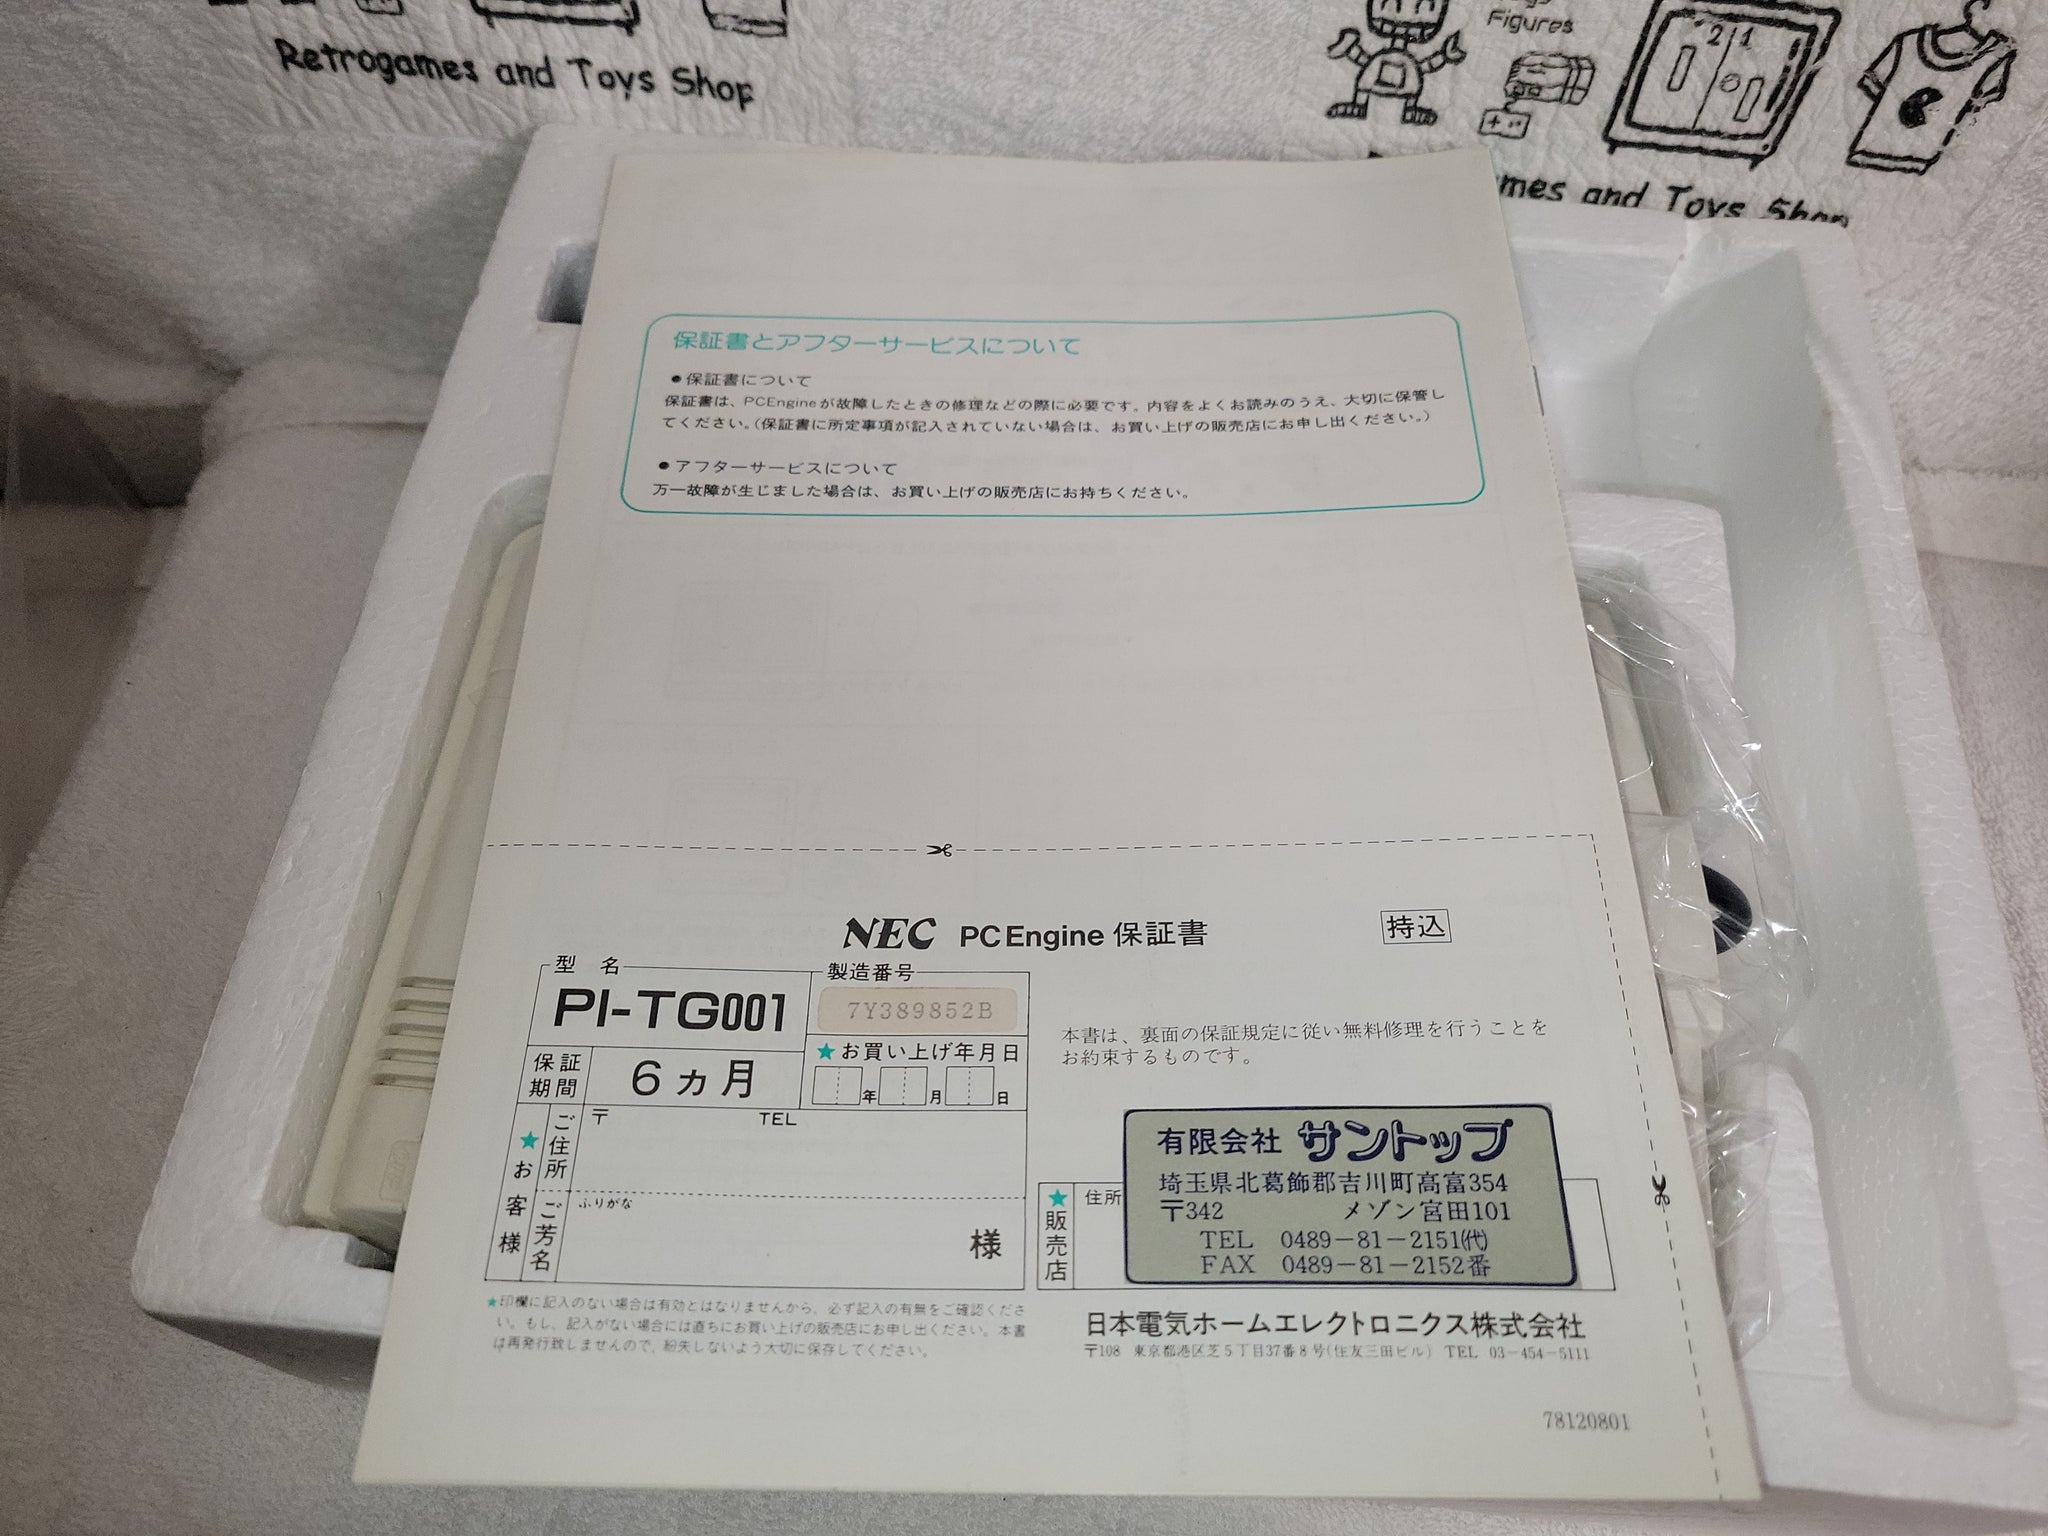 Retrogames and Toys Shop
Figures
2 1
mes and Toys Shop
保証書とアフターサービスについて
●保証書について
保証書は、PCEngineが故障したときの修理などの際に必要です。内容をよくお読みのうえ、大切に保管し
てください。(保証書に所定事項が記入されていない場合は、お買い上げの販売店にお申し出ください。)
●アフターサービスについて
万一故障が生じました場合は、お買い上げの販売店にお持ちください。
NEC PCEngine 保証書
持込
型 名
PI-TG001
製造番号
7Y389852B
保証期間
6ヵ月
★お買い上げ年月日
年 月 日
本書は、裏面の保証規定に従い無料修理を行うことを
お約束するものです。
★お客様
ご住所
〒 TEL
ご芳名
ふりがな
様
★販売店
住所
有限会社 サントップ
埼玉県北葛飾郡吉川町高富354
〒342 メゾン宮田101
TEL 0489-81-2151(代)
FAX 0489-81-2152番
★印欄に記入のない場合は有効とはなりませんから、必ず記入の有無をご確認くださ
い。もし、記入がない場合には直ちにお買い上げの販売店にお申し出ください。本書
は再発行致しませんので、紛失しないよう大切に保存してください。
日本電気ホームエレクトロニクス株式会社
〒108 東京都港区芝5丁目37番8号(住友三田ビル) TEL 03-454-5111
78120801